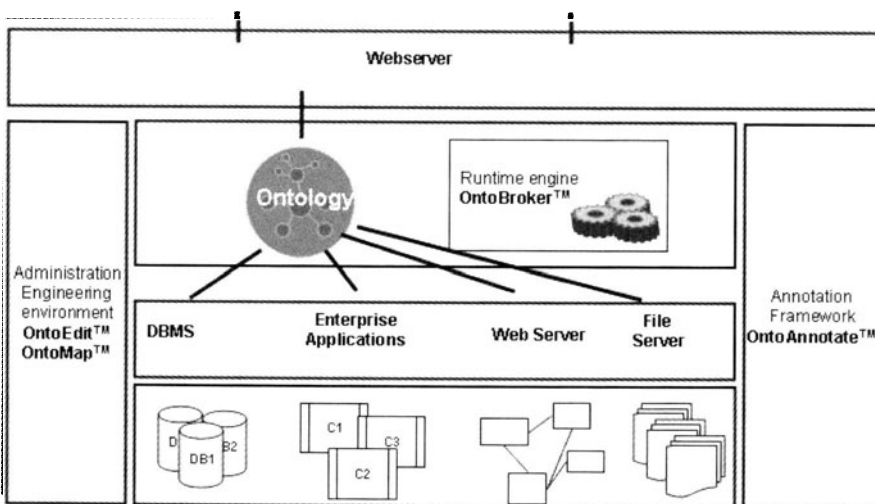 Webserver
Ontology
Runtime engine
OntoBroker™
Administration
Engineering
environment
OntoEdit™
OntoMap™
Annotation
Framework
OntoAnnotate™
DBMS
Enterprise
Applications
Web Server
File
Server
DB1
B2
C1
C3
C2